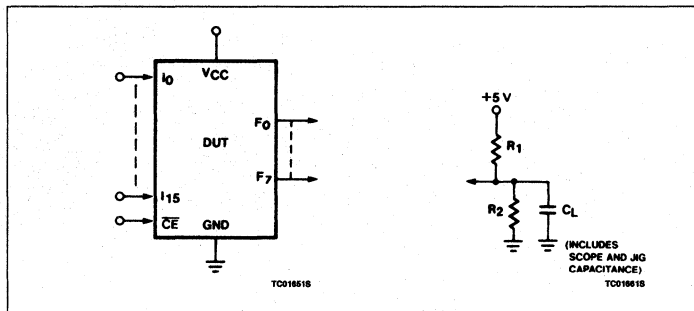 VCC
I0
DUT
F0
F7
I15
CE
GND
TC01651S
+5 V
R1
R2
CL
(INCLUDES
SCOPE AND JIG
CAPACITANCE)
TC01661S